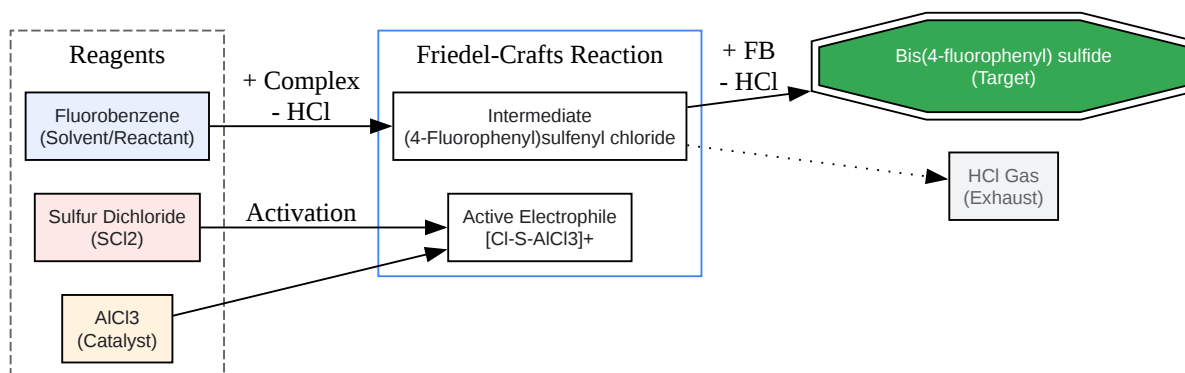 Reagents
Fluorobenzene
(Solvent/Reactant)
Sulfur Dichloride
(SCl2)
AlCl3
(Catalyst)
+ Complex
- HCl
Activation
Friedel-Crafts Reaction
Intermediate
(4-Fluorophenyl)sulfenyl chloride
Active Electrophile
[Cl-S-AlCl3]+
+ FB
- HCl
Bis(4-fluorophenyl) sulfide
(Target)
HCl Gas
(Exhaust)